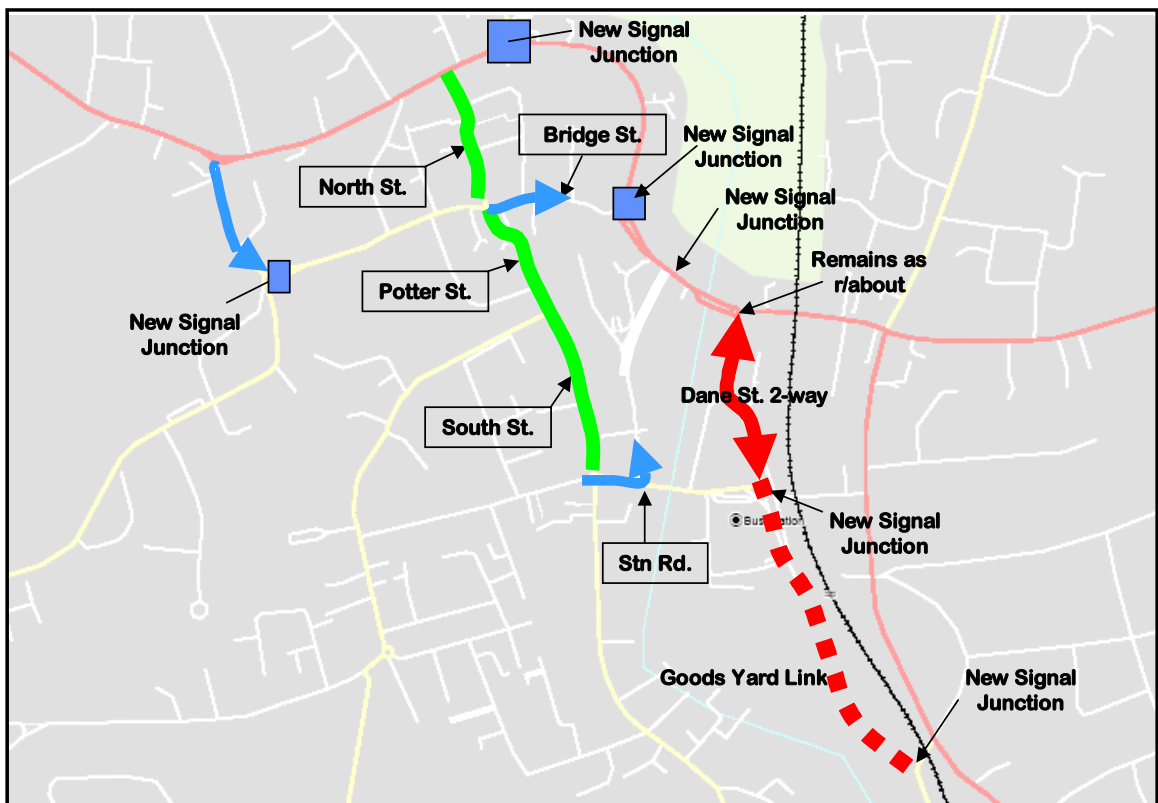 New Signal
Junction
Bridge St.
New Signal
Junction
North St.
New Signal
Junction
Remains as
r/about
Potter St.
New Signal
Junction
Dane St. 2-way
South St.
New Signal
Junction
Stn Rd.
Goods Yard Link
New Signal
Junction